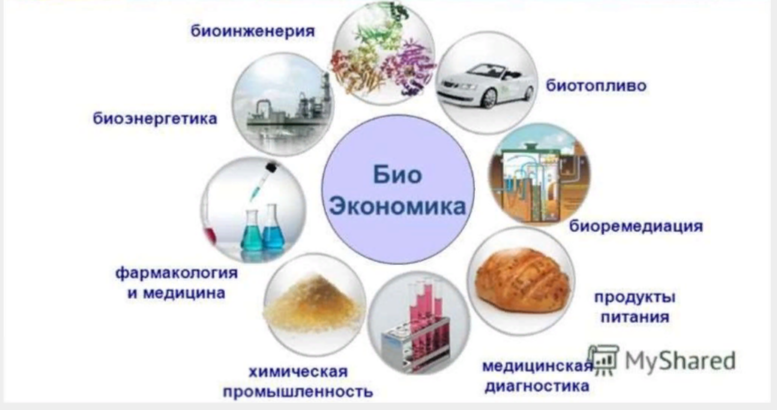 биоинженерия
биотопливо
биоэнергетика
Био
Экономика
биоремедиация
фармакология
и медицина
продукты
питания
химическая
промышленность
медицинская
диагностика
MyShared